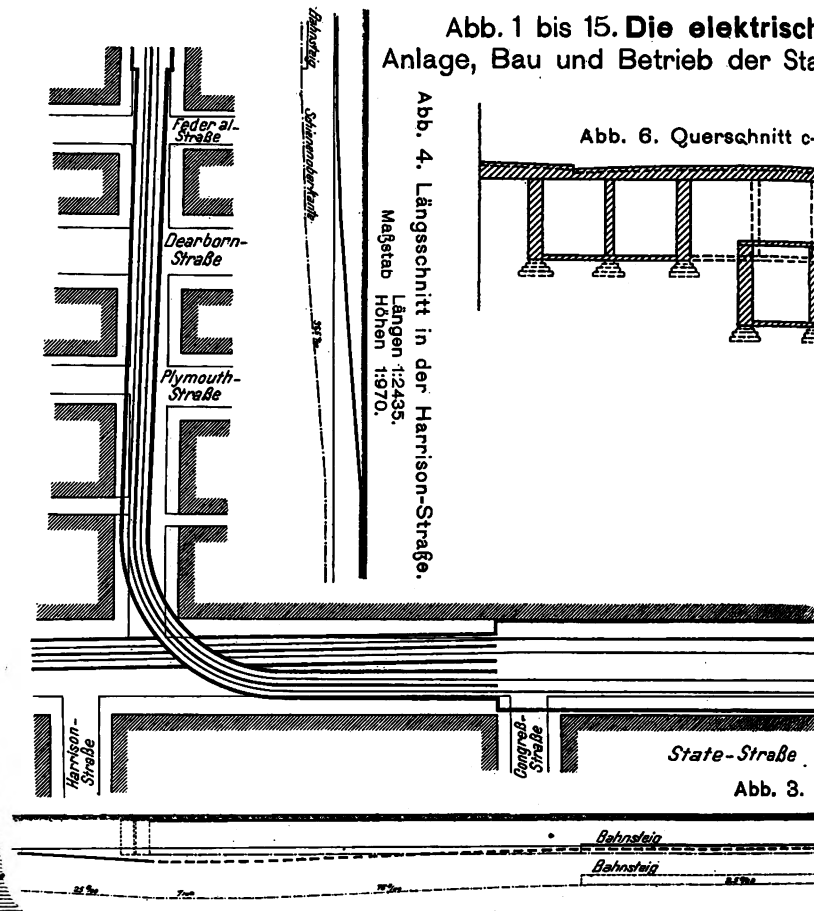 Abb. 1 bis 15. Die elektrisch
Anlage, Bau und Betrieb der Sta
Bahnsteig
Schienenoberkante
Abb. 4. Längsschnitt in der Harrison-Straße.
Maßstab Längen 1:2435.
Höhen 1:970.
Abb. 6. Querschnitt c-
Federal-
Straße
Dearborn-
Straße
Plymouth-
Straße
Harrison-
Straße
Congreß-
Straße
State-Straße
Abb. 3.
Bahnsteig
Bahnsteig